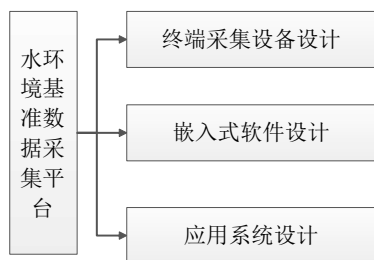 水环
境基
准数
据采
集平
台
终端采集设备设计
嵌入式软件设计
应用系统设计